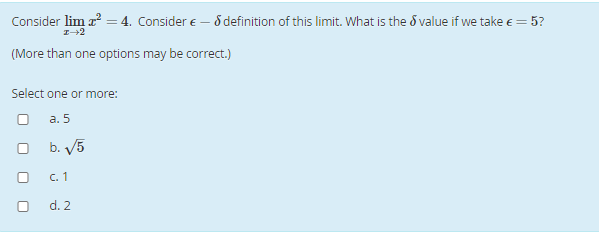 Consider lim x→2 x² = 4. Consider ϵ − δ definition of this limit. What is the δ value if we take ϵ = 5?
(More than one options may be correct.)
Select one or more:
a. 5
b. √5
c. 1
d. 2